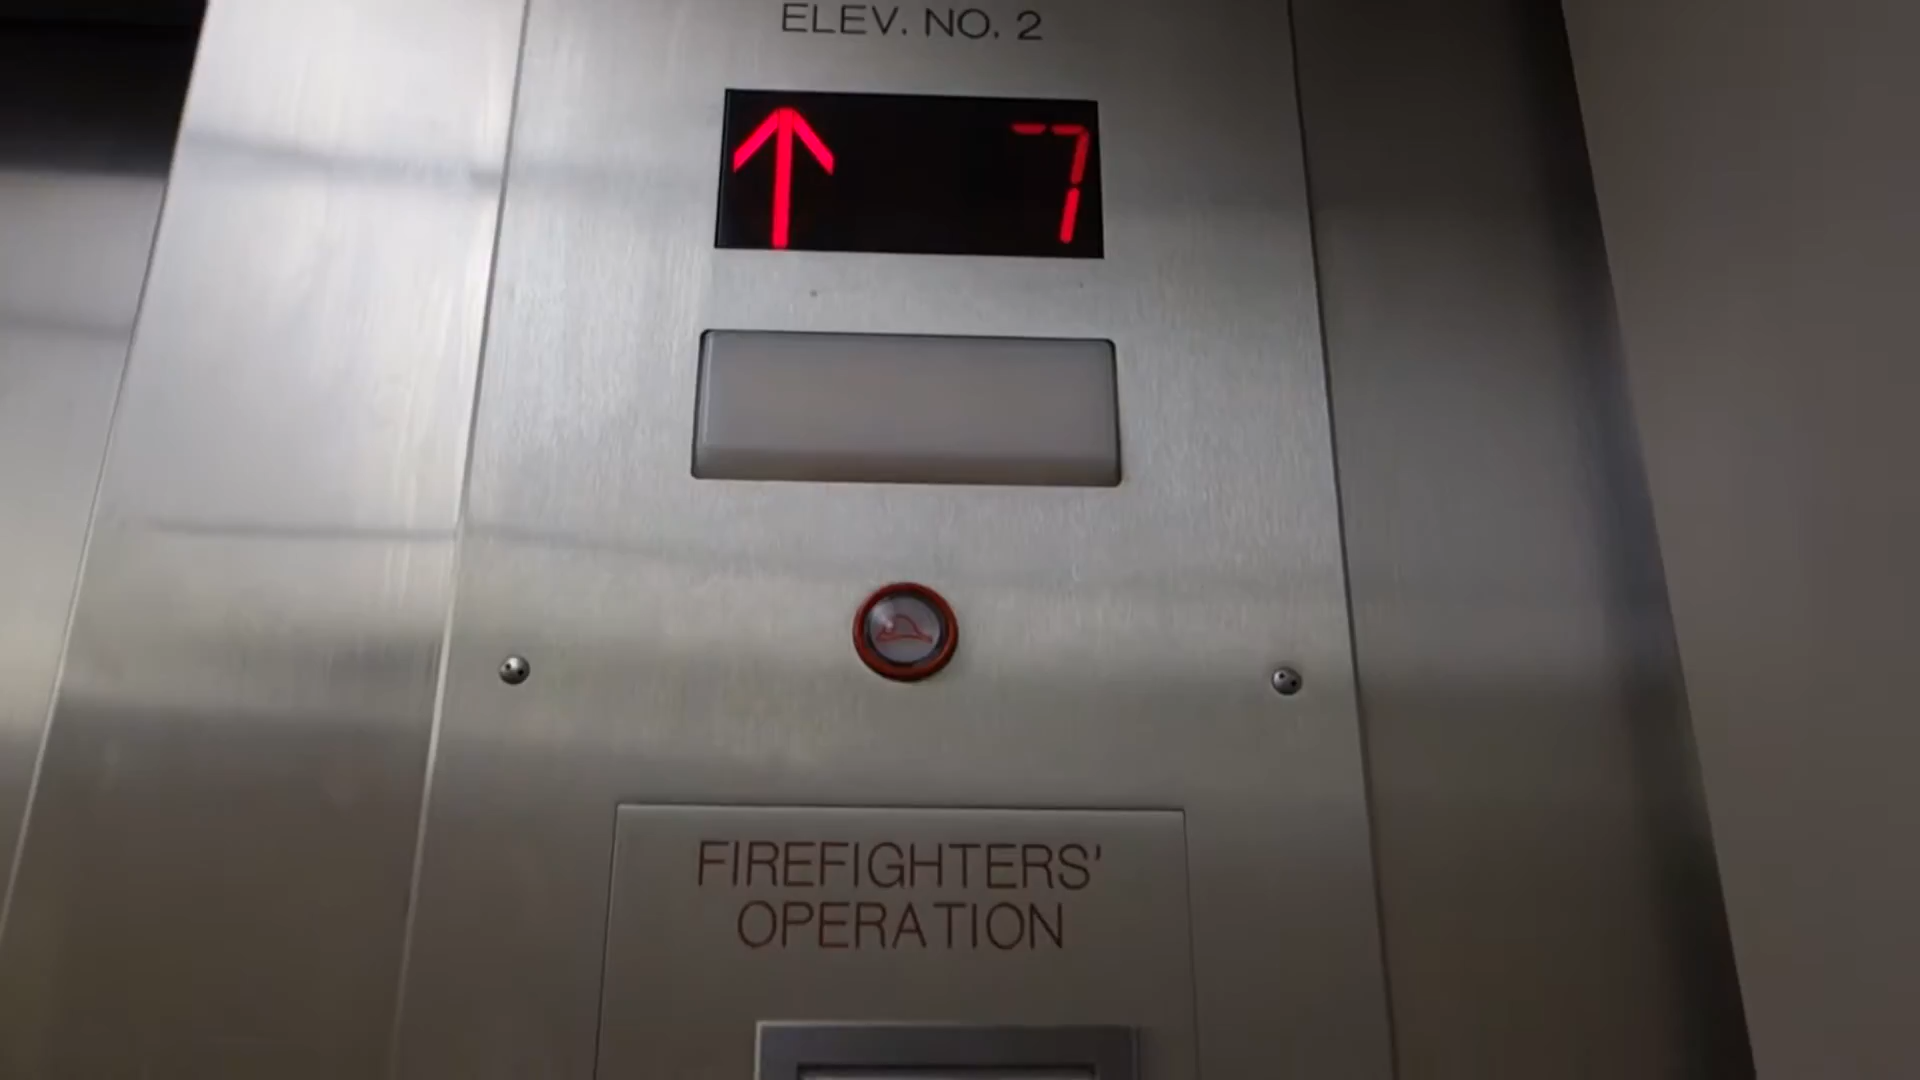 ELEV. NO. 2
↑ 7
FIREFIGHTERS'
OPERATION